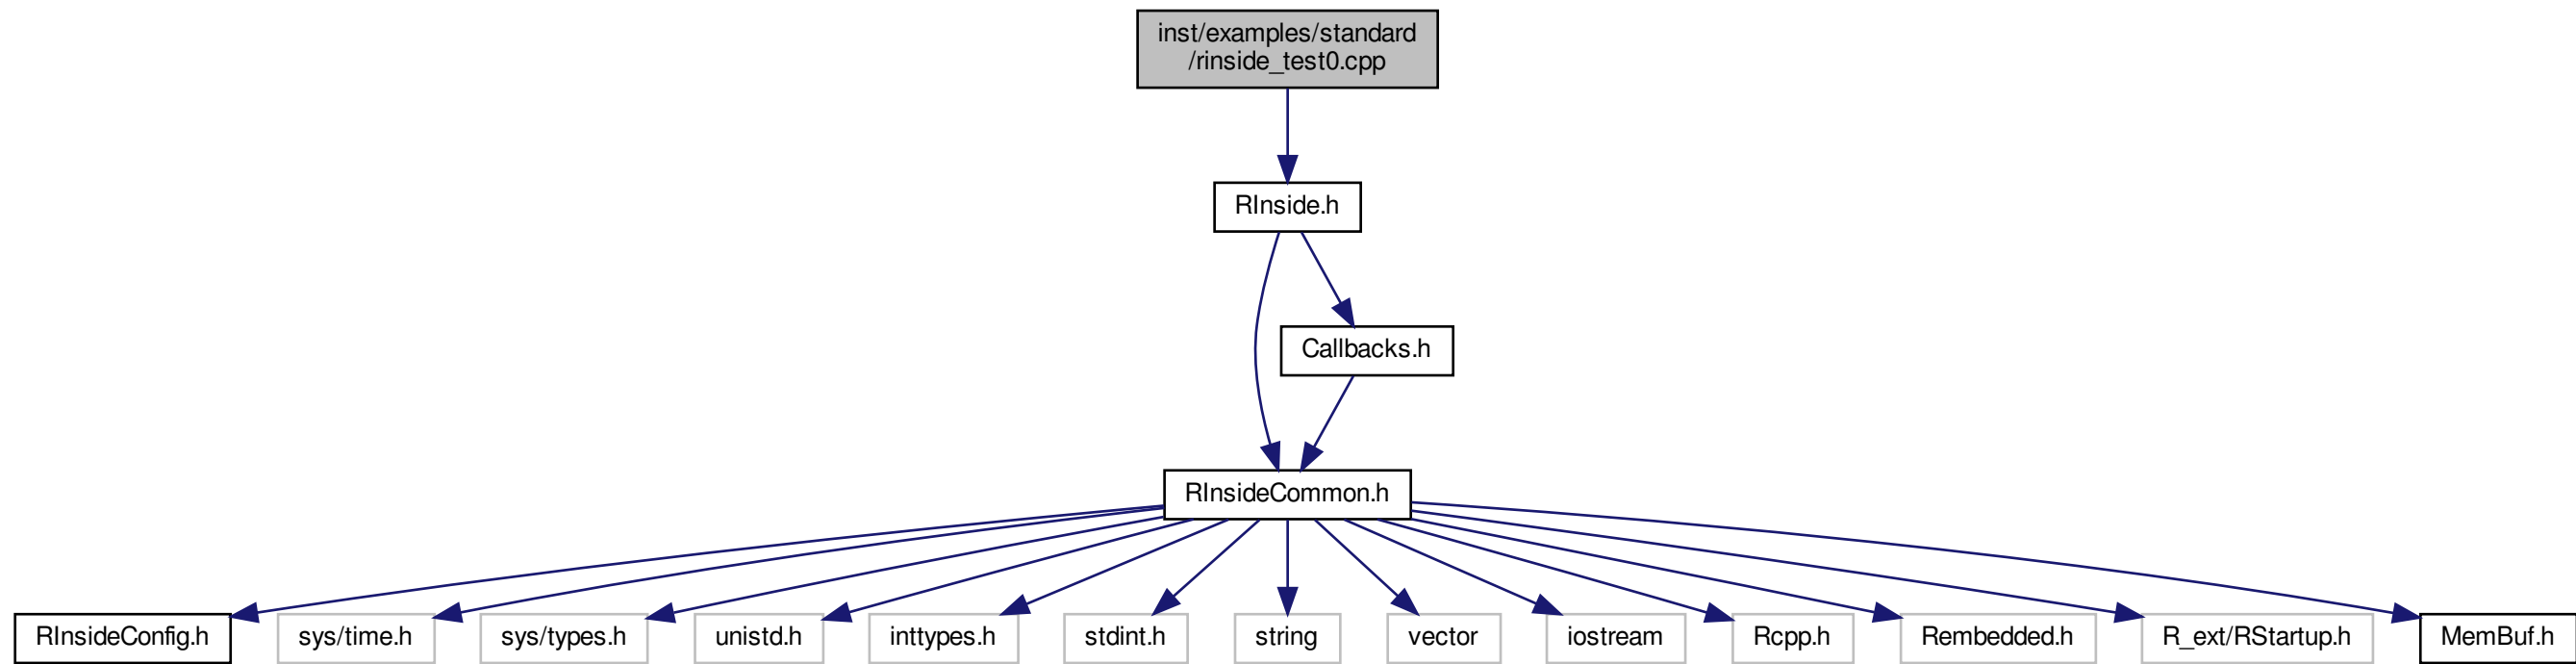 inst/examples/standard
/rinside_test0.cpp
RInside.h
Callbacks.h
RInsideCommon.h
RInsideConfig.h
sys/time.h
sys/types.h
unistd.h
inttypes.h
stdint.h
string
vector
iostream
Rcpp.h
Rembedded.h
R_ext/RStartup.h
MemBuf.h